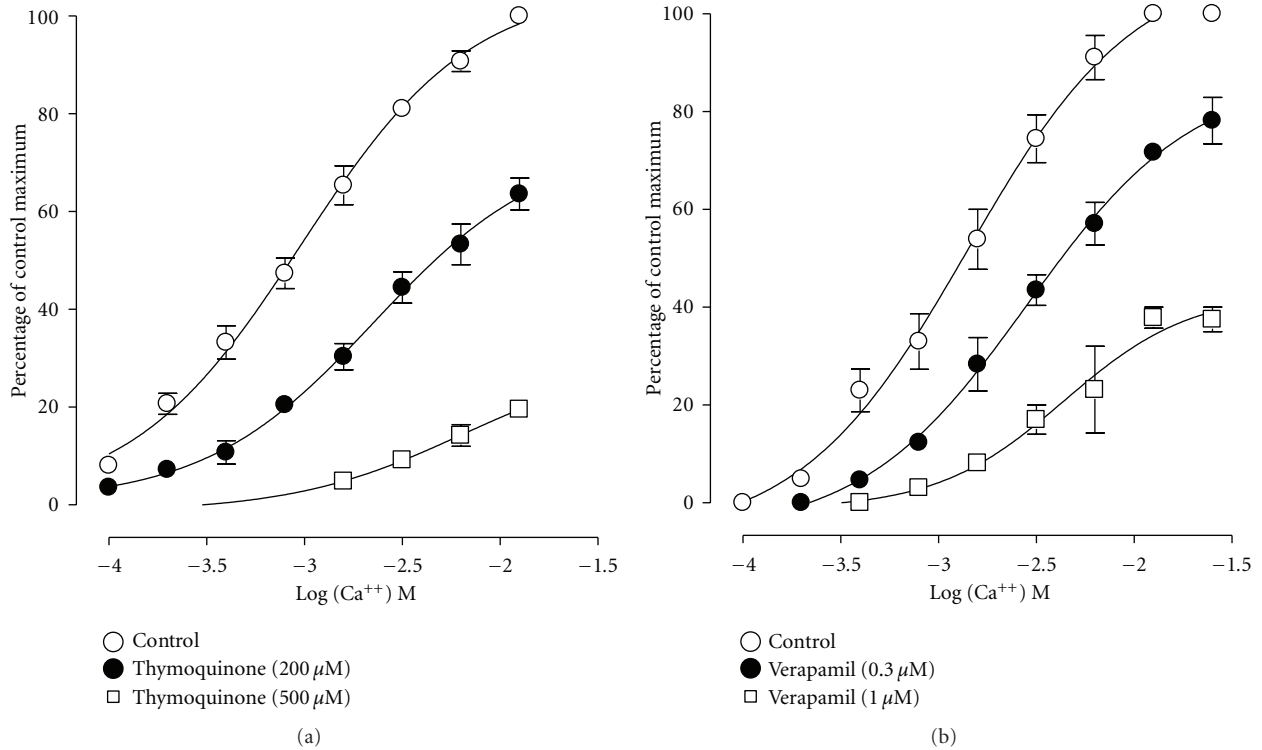 100
80
60
40
20
0
Percentage of control maximum
−4 −3.5 −3 −2.5 −2 −1.5
Log (Ca⁺⁺) M
Control
Thymoquinone (200 µM)
Thymoquinone (500 µM)
(a)
100
80
60
40
20
0
Percentage of control maximum
−4 −3.5 −3 −2.5 −2 −1.5
Log (Ca⁺⁺) M
Control
Verapamil (0.3 µM)
Verapamil (1 µM)
(b)